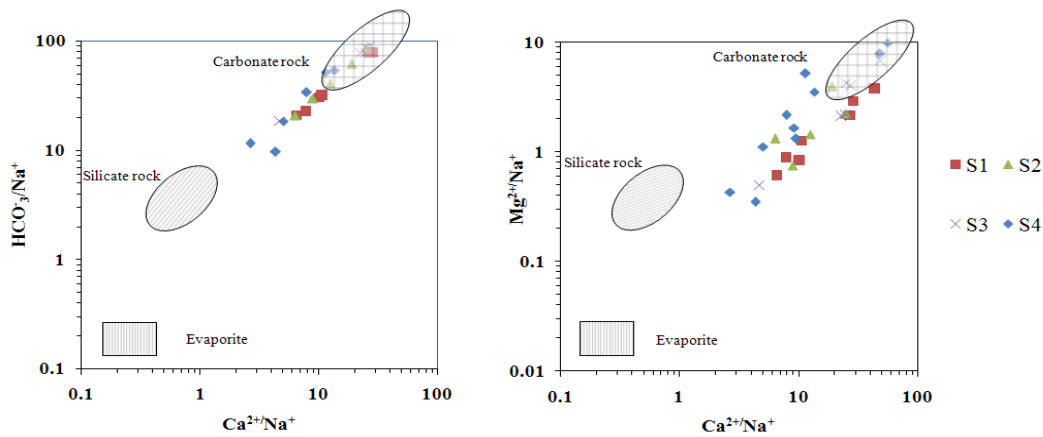 100
10
1
0.1
HCO⁻₃/Na⁺
Carbonate rock
Silicate rock
Evaporite
0.1 1 10 100
Ca²⁺/Na⁺
10
1
0.1
0.01
Mg²⁺/Na⁺
Carbonate rock
Silicate rock
Evaporite
0.1 1 10 100
Ca²⁺/Na⁺
S1 S2
S3 S4